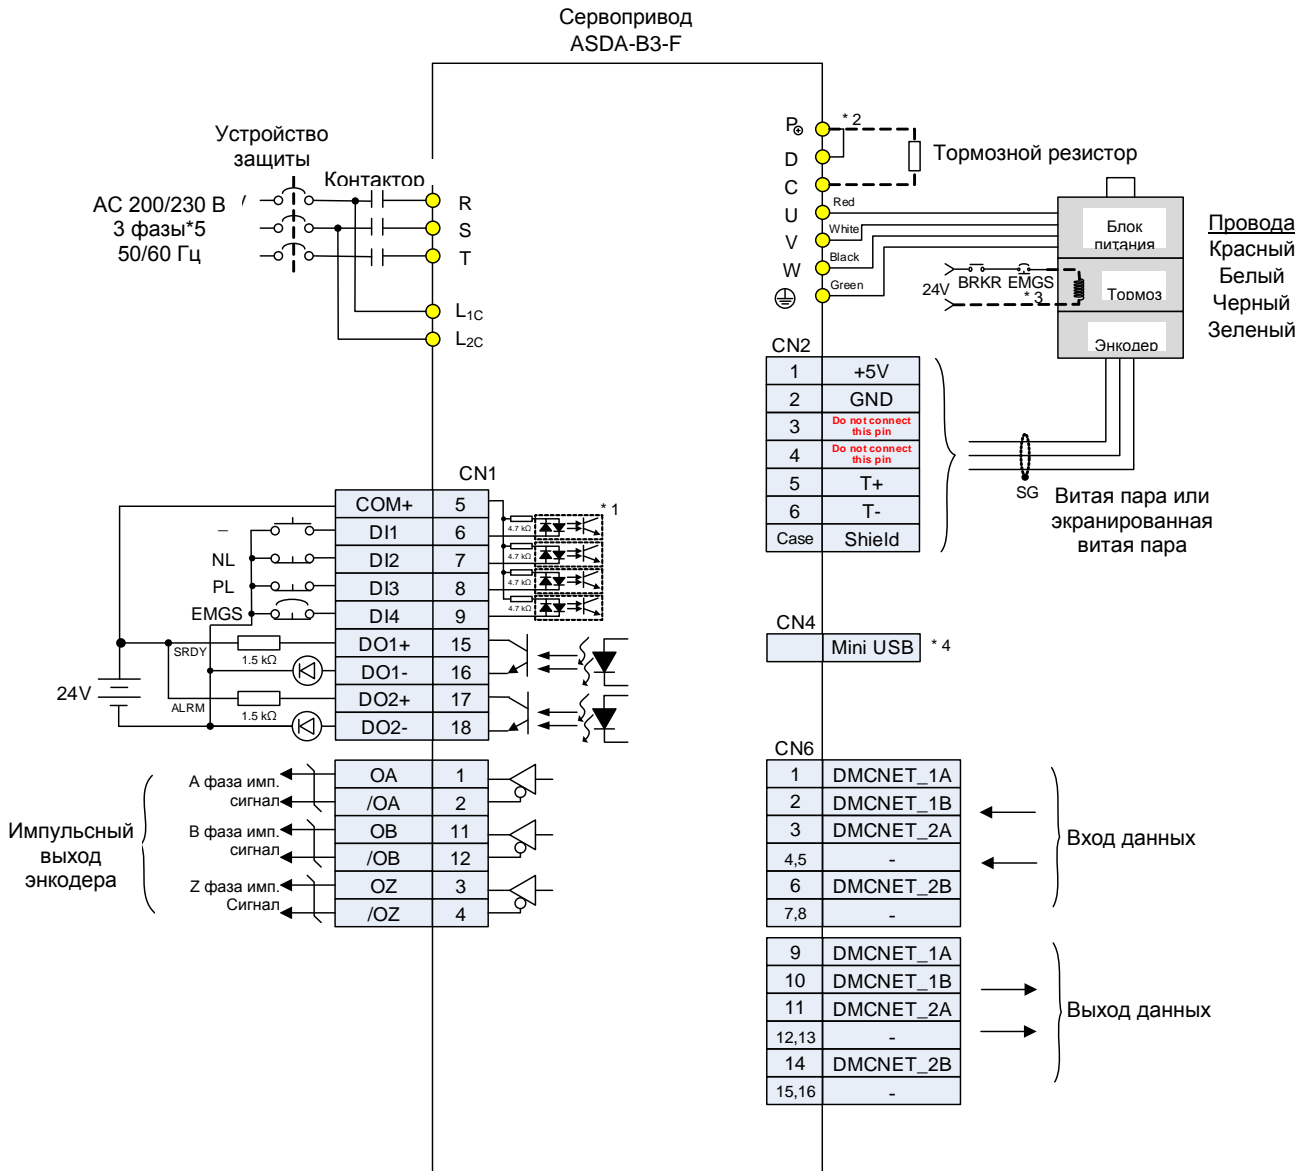 Сервопривод
ASDA-B3-F
Устройство
защиты
Контактор
AC 200/230 В
3 фазы*5
50/60 Гц
R
S
T
L1C
L2C
P⊕
* 2
D
C
U
V
W
Red
White
Black
Green
Тормозной резистор
Блок
питания
Тормоз
Энкодер
24V
BRKR
EMGS
* 3
Провода
Красный
Белый
Черный
Зеленый
CN2
1 +5V
2 GND
3 Do not connect
this pin
4 Do not connect
this pin
5 T+
6 T-
Case Shield
SG
Витая пара или
экранированная
витая пара
CN1
COM+ 5
– DI1 6
NL DI2 7
PL DI3 8
EMGS DI4 9
SRDY 1.5 kΩ DO1+ 15
DO1- 16
ALRM 1.5 kΩ DO2+ 17
DO2- 18
24V
* 1
4.7 kΩ
4.7 kΩ
4.7 kΩ
4.7 kΩ
CN4
Mini USB * 4
Импульсный
выход
энкодера
А фаза имп.
сигнал
В фаза имп.
сигнал
Z фаза имп.
Сигнал
OA 1
/OA 2
OB 11
/OB 12
OZ 3
/OZ 4
CN6
1 DMCNET_1A
2 DMCNET_1B
3 DMCNET_2A
4,5 -
6 DMCNET_2B
7,8 -
Вход данных
9 DMCNET_1A
10 DMCNET_1B
11 DMCNET_2A
12,13 -
14 DMCNET_2B
15,16 -
Выход данных